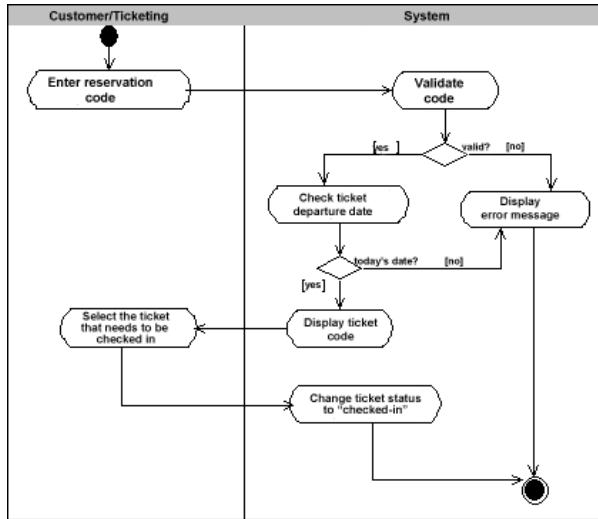 Customer/Ticketing
System
Enter reservation
code
Validate
code
[yes ]
valid?
[no]
Check ticket
departure date
Display
error message
today's date?
[no]
[yes]
Select the ticket
that needs to be
checked in
Display ticket
code
Change ticket status
to “checked-in”